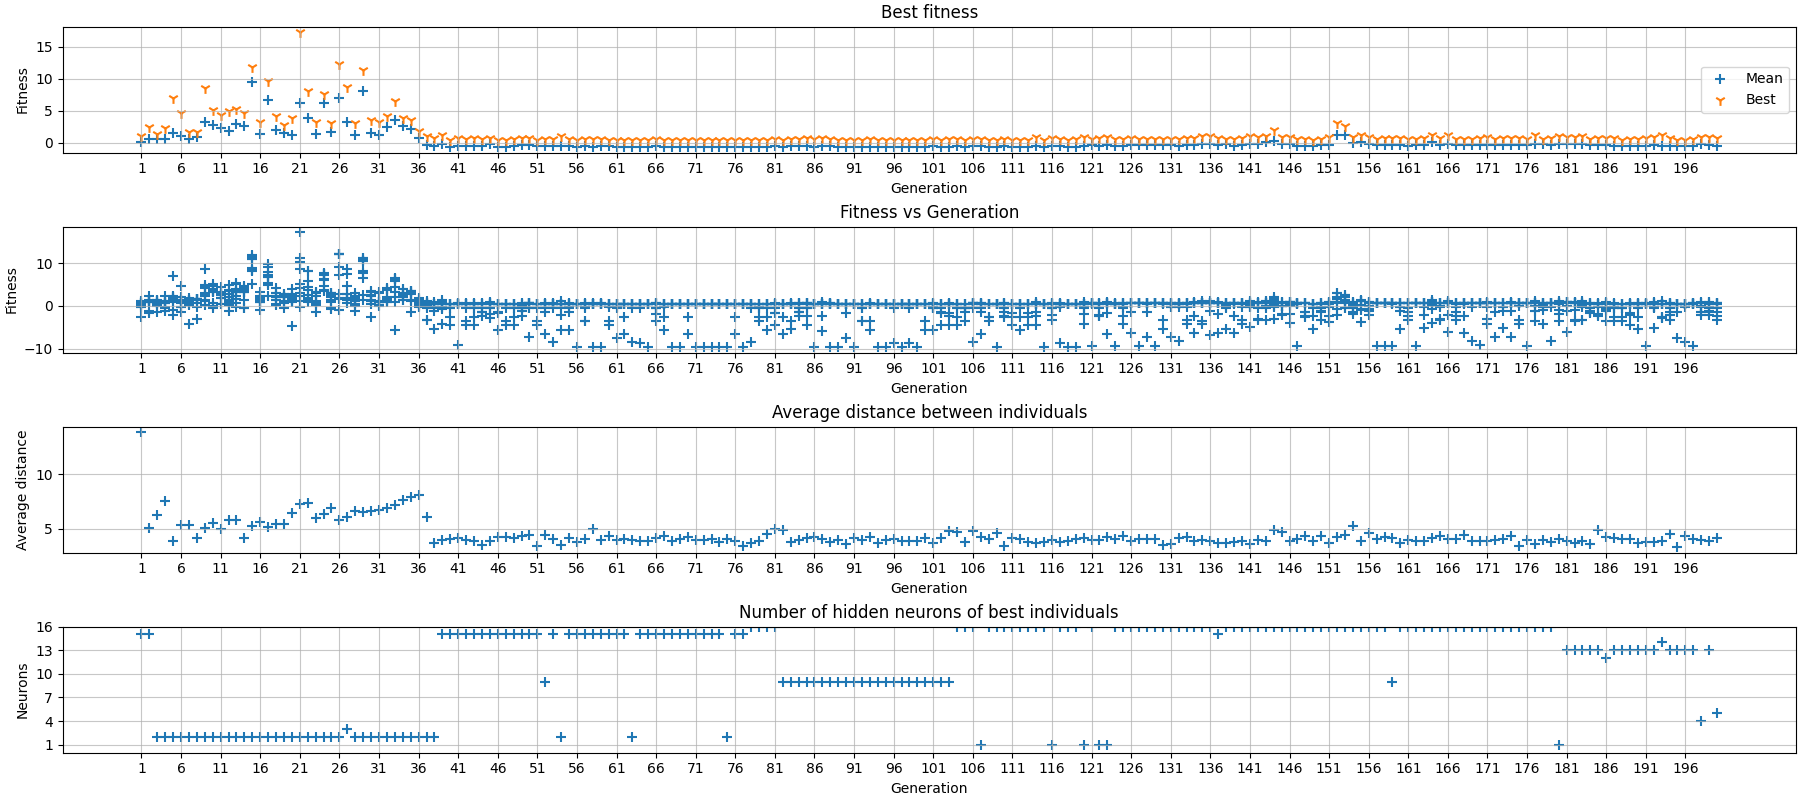 Best fitness
Fitness
15
10
5
0
Mean
Best
1 6 11 16 21 26 31 36 41 46 51 56 61 66 71 76 81 86 91 96 101 106 111 116 121 126 131 136 141 146 151 156 161 166 171 176 181 186 191 196
Generation
Fitness vs Generation
Fitness
10
0
−10
1 6 11 16 21 26 31 36 41 46 51 56 61 66 71 76 81 86 91 96 101 106 111 116 121 126 131 136 141 146 151 156 161 166 171 176 181 186 191 196
Generation
Average distance between individuals
Average distance
10
5
1 6 11 16 21 26 31 36 41 46 51 56 61 66 71 76 81 86 91 96 101 106 111 116 121 126 131 136 141 146 151 156 161 166 171 176 181 186 191 196
Generation
Number of hidden neurons of best individuals
Neurons
16
13
10
7
4
1
1 6 11 16 21 26 31 36 41 46 51 56 61 66 71 76 81 86 91 96 101 106 111 116 121 126 131 136 141 146 151 156 161 166 171 176 181 186 191 196
Generation